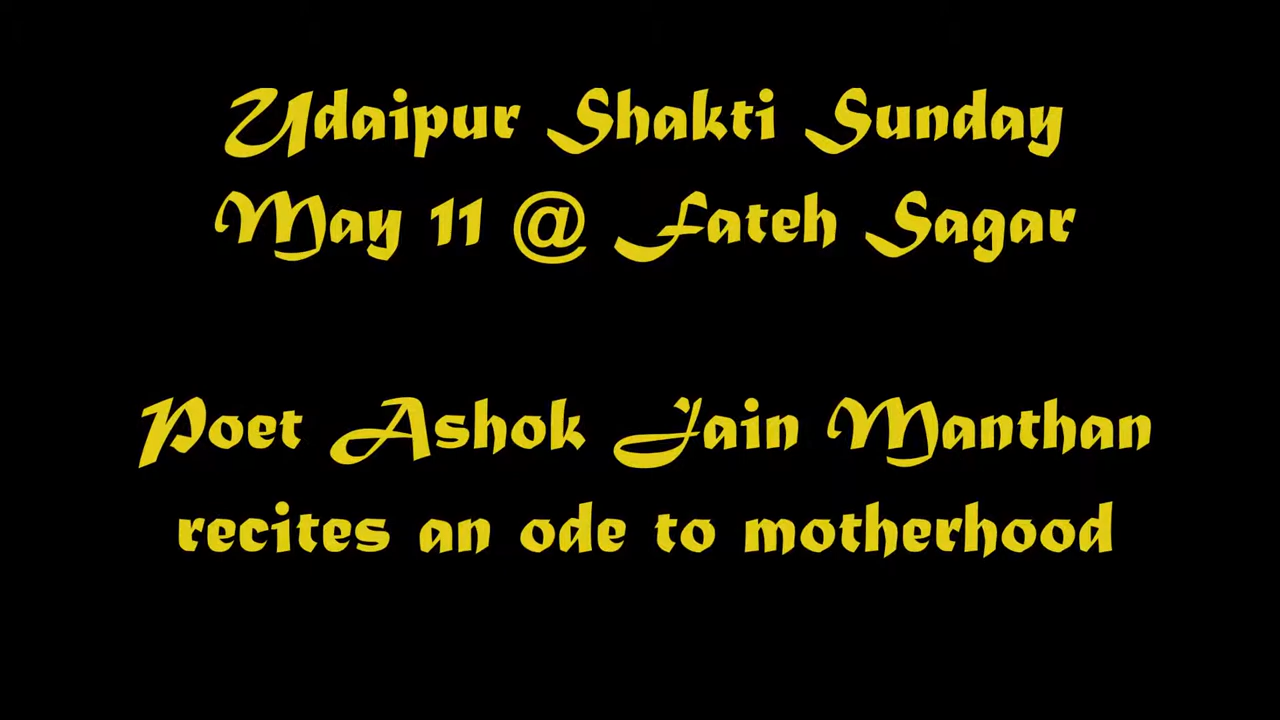 Udaipur Shakti Sunday
May 11 @ Fateh Sagar
Poet Ashok Jain Manthan
recites an ode to motherhood